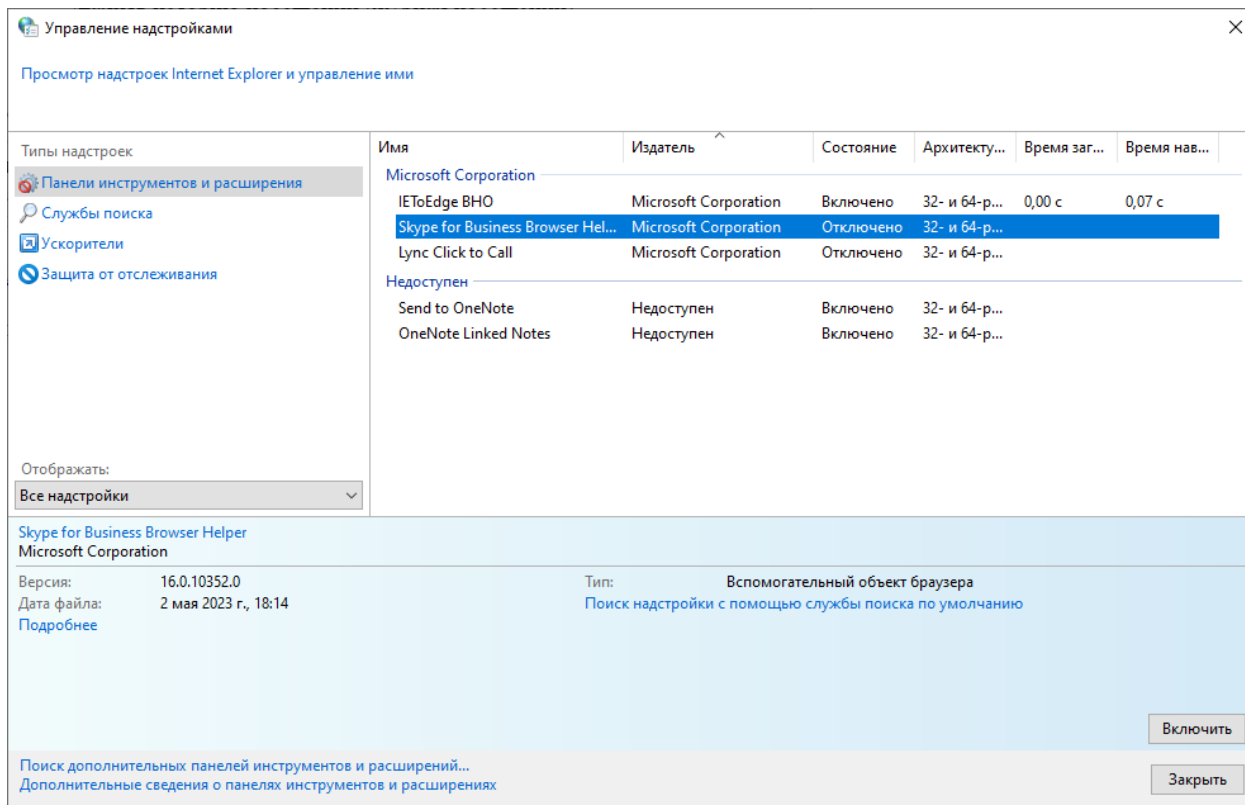 Управление надстройками
Просмотр надстроек Internet Explorer и управление ими
Типы надстроек
Панели инструментов и расширения
Службы поиска
Ускорители
Защита от отслеживания
Отображать:
Все надстройки
Имя Издатель Состояние Архитекту... Время заг... Время нав...
Microsoft Corporation
IEToEdge BHO Microsoft Corporation Включено 32- и 64-р... 0,00 с 0,07 с
Skype for Business Browser Hel... Microsoft Corporation Отключено 32- и 64-р...
Lync Click to Call Microsoft Corporation Отключено 32- и 64-р...
Недоступен
Send to OneNote Недоступен Включено 32- и 64-р...
OneNote Linked Notes Недоступен Включено 32- и 64-р...
Skype for Business Browser Helper
Microsoft Corporation
Версия: 16.0.10352.0 Тип: Вспомогательный объект браузера
Дата файла: 2 мая 2023 г., 18:14 Поиск надстройки с помощью службы поиска по умолчанию
Подробнее
Включить
Поиск дополнительных панелей инструментов и расширений...
Дополнительные сведения о панелях инструментов и расширениях
Закрыть